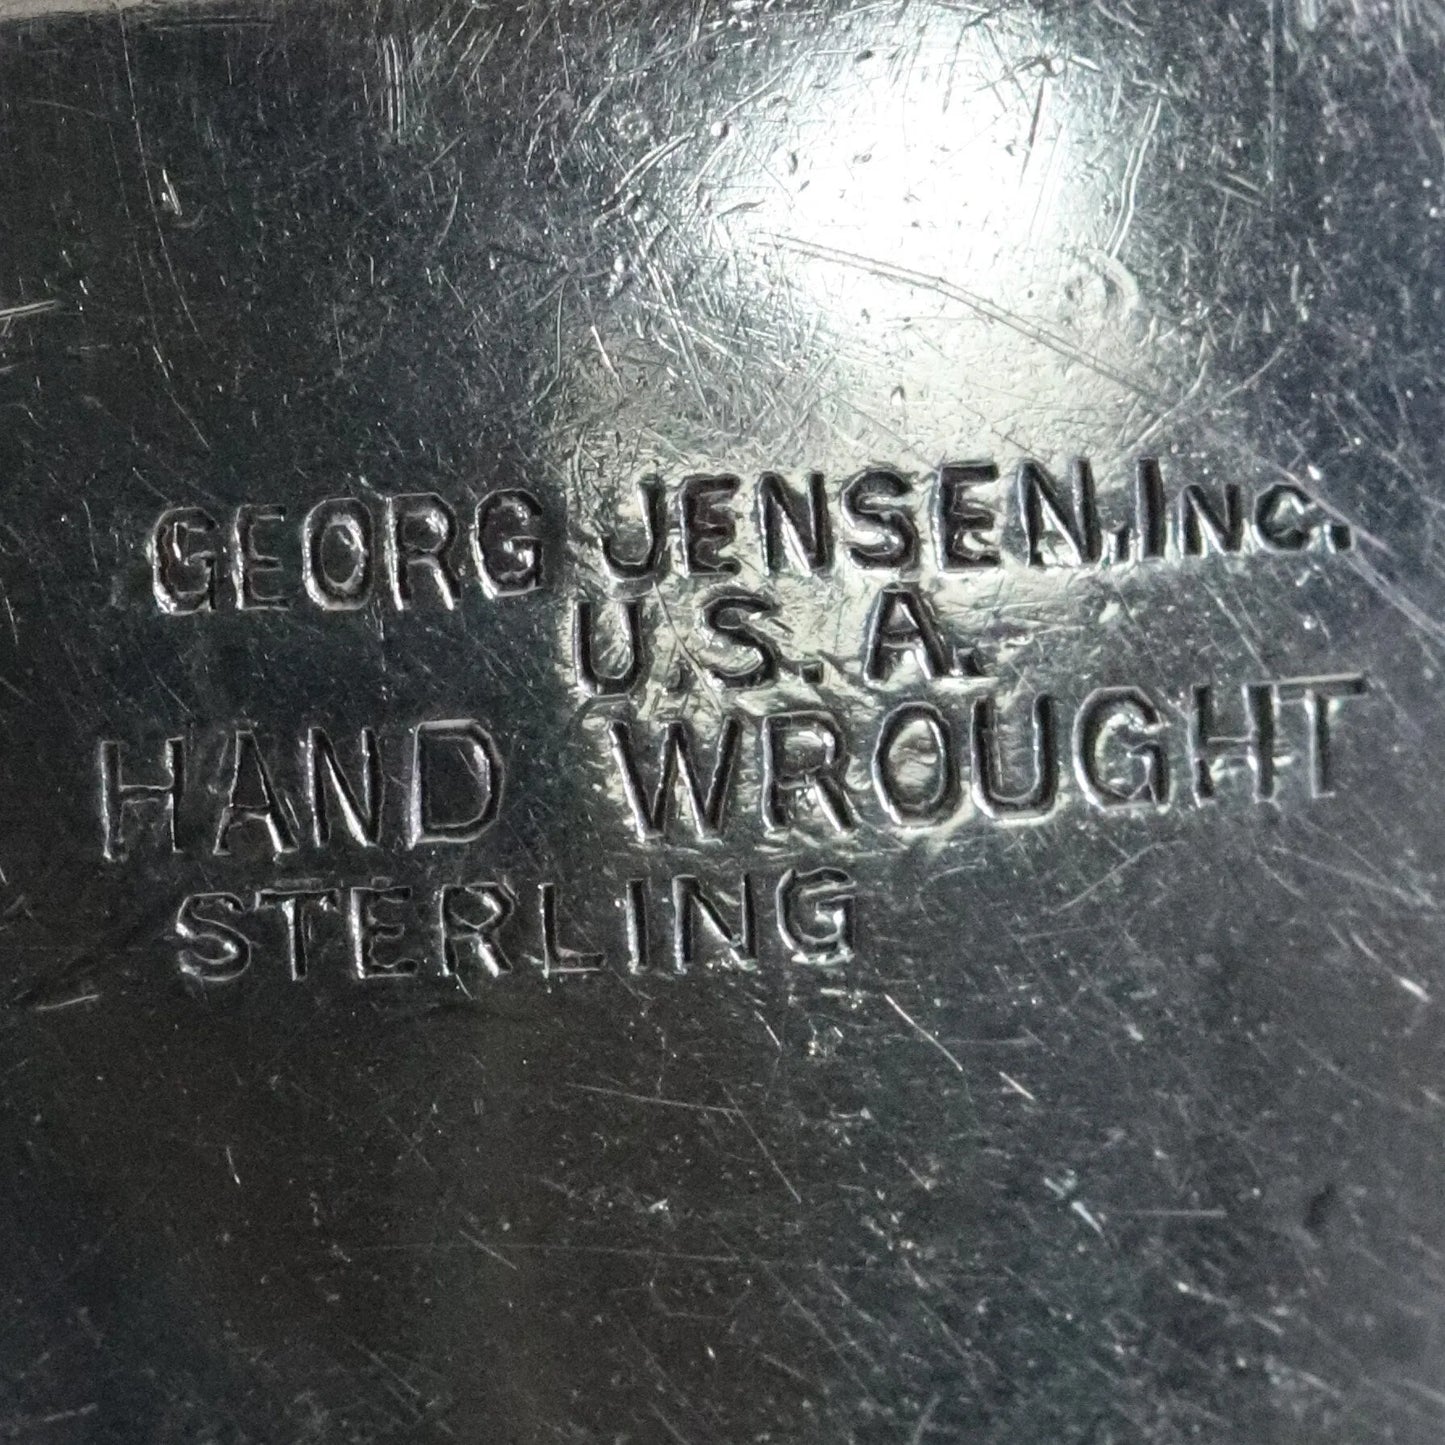 GEORG JENSEN, INC.
U.S.A.
HAND WROUGHT
STERLING